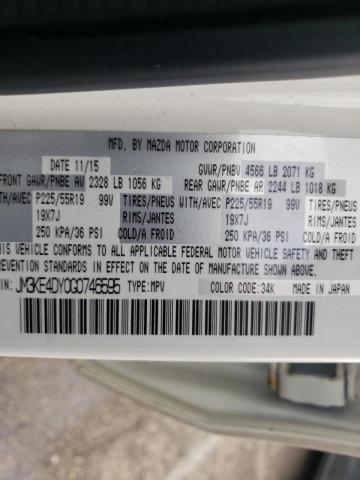 MFD. BY MAZDA MOTOR CORPORATION
DATE 11/15 GVWR/PNBV 4566 LB 2071 KG
FRONT GAWR/PNBE AV 2328 LB 1056 KG REAR GAWR/PNBE AR 2244 LB 1018 KG
WITH/AVEC P225/55R19 99V TIRES/PNEUS WITH/AVEC P225/55R19 99V TIRES/PNEUS
19X7J RIMS/JANTES 19X7J RIMS/JANTES
250 KPA/36 PSI COLD/A FROID 250 KPA/36 PSI COLD/A FROID
THIS VEHICLE CONFORMS TO ALL APPLICABLE FEDERAL MOTOR VEHICLE
SAFETY BUMPER AND THEFT PREVENTION STANDARDS IN EFFECT
ON THE DATE OF MANUFACTURE SHOWN ABOVE.
JM3KE4DY0G0746595 TYPE:MPV COLOR CODE:34K MADE IN JAPAN